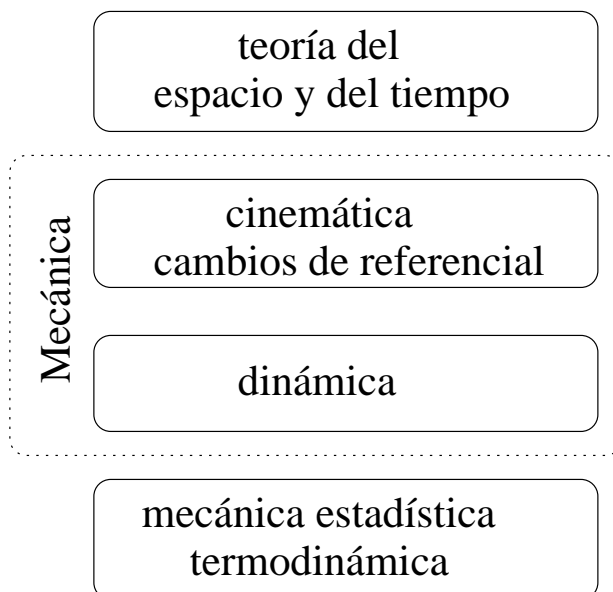 teoría del
espacio y del tiempo
Mecánica
cinemática
cambios de referencial
dinámica
mecánica estadística
termodinámica